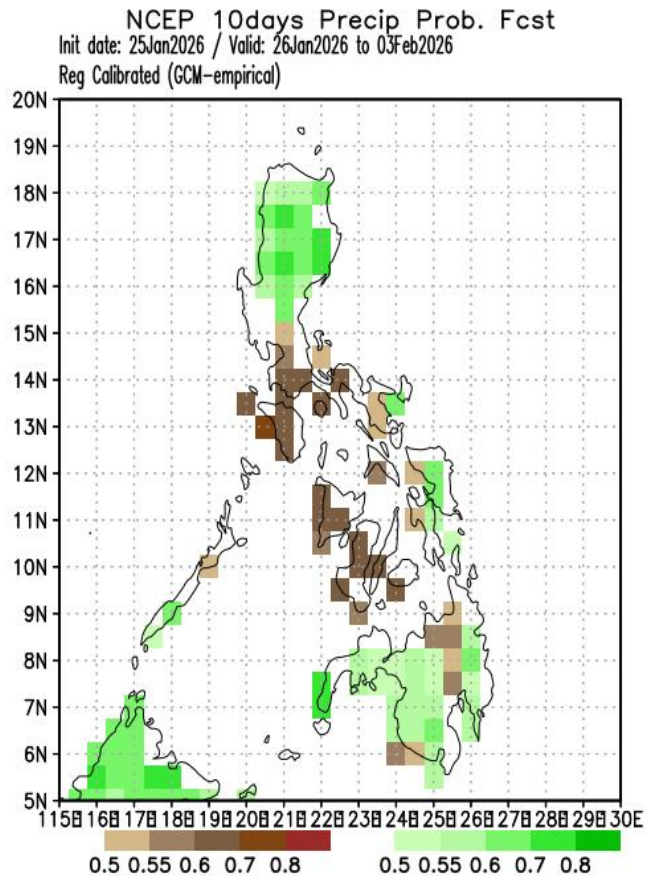 NCEP 10days Precip Prob. Fcst
Init date: 25Jan2026 / Valid: 26Jan2026 to 03Feb2026
Reg Calibrated (GCM-empirical)
20N
19N
18N
17N
16N
15N
14N
13N
12N
11N
10N
9N
8N
7N
6N
5N
115E 116E 117E 118E 119E 120E 121E 122E 123E 124E 125E 126E 127E 128E 129E 130E
0.5 0.55 0.6 0.7 0.8 0.5 0.55 0.6 0.7 0.8